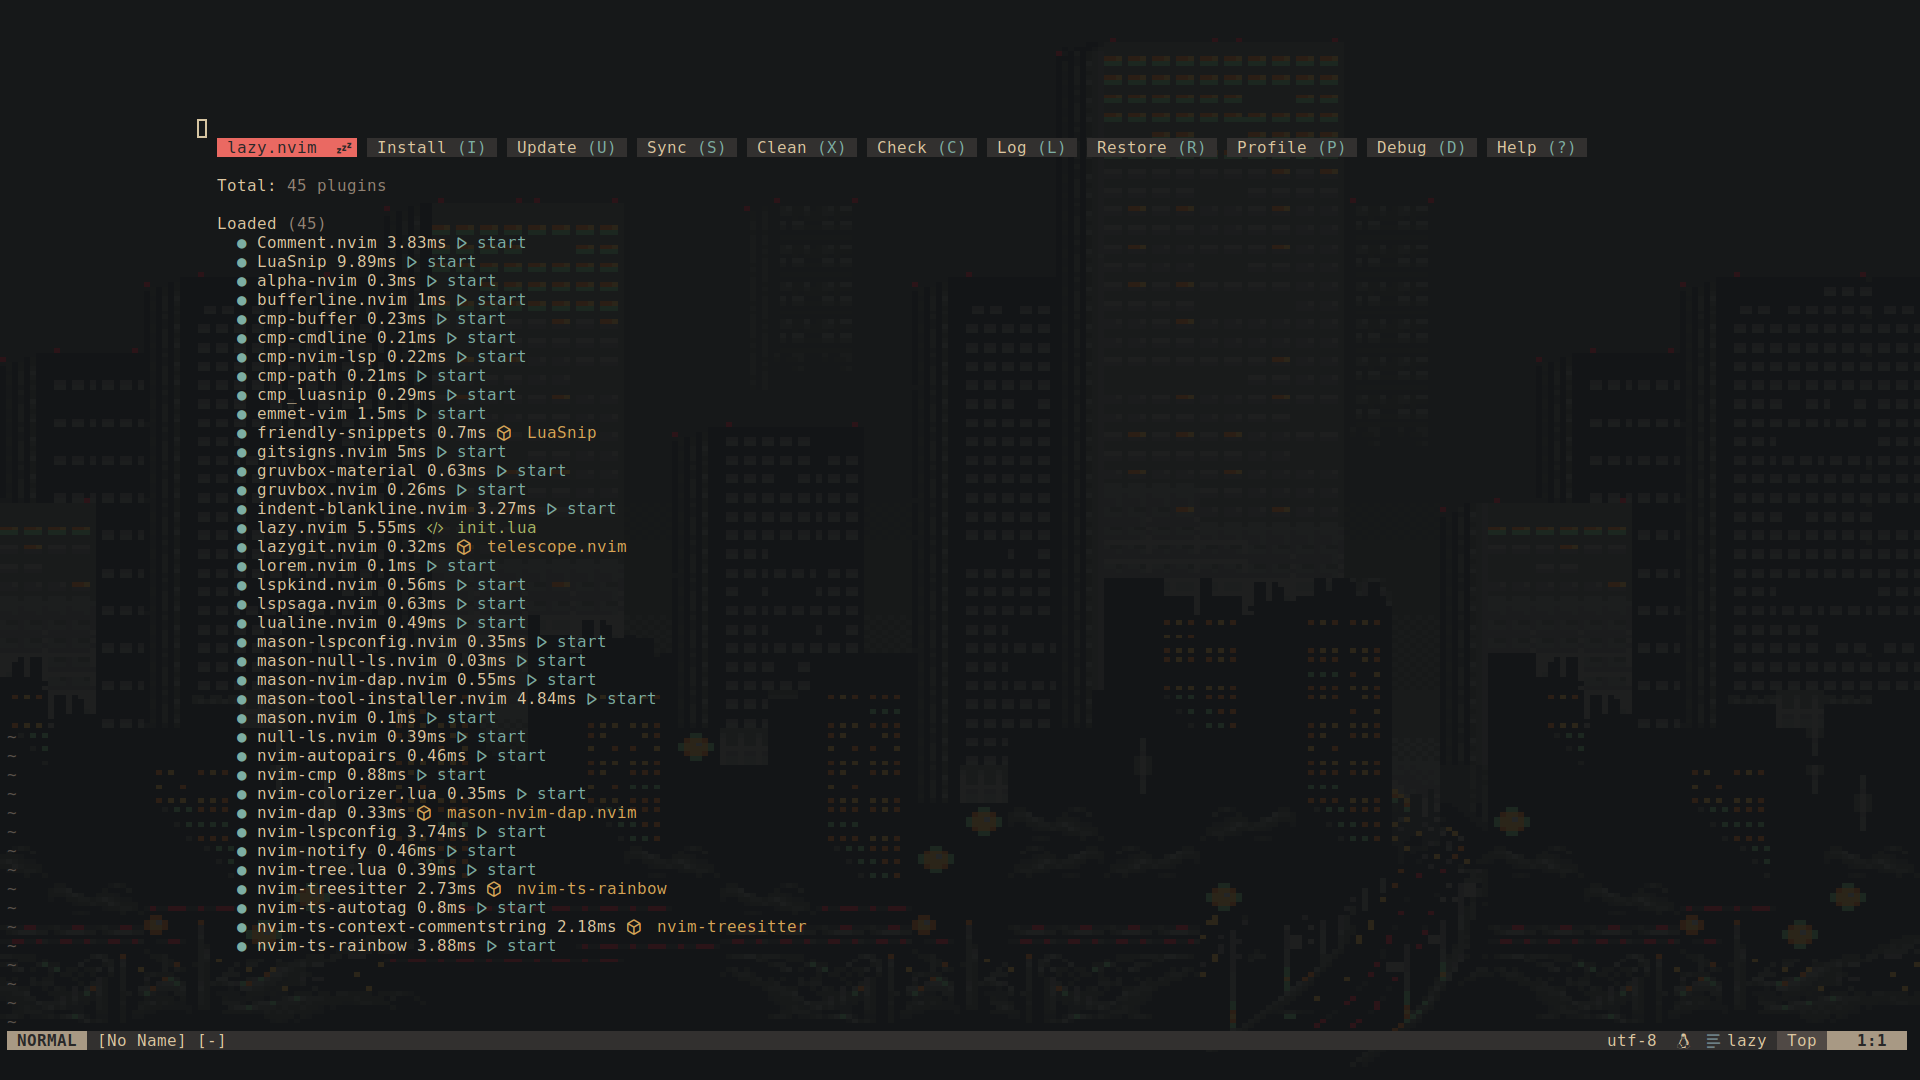 lazy.nvim 💤 Install (I) Update (U) Sync (S) Clean (X) Check (C) Log (L) Restore (R) Profile (P) Debug (D) Help (?)
Total: 45 plugins
Loaded (45)
● Comment.nvim 3.83ms ▷ start
● LuaSnip 9.89ms ▷ start
● alpha-nvim 0.3ms ▷ start
● bufferline.nvim 1ms ▷ start
● cmp-buffer 0.23ms ▷ start
● cmp-cmdline 0.21ms ▷ start
● cmp-nvim-lsp 0.22ms ▷ start
● cmp-path 0.21ms ▷ start
● cmp_luasnip 0.29ms ▷ start
● emmet-vim 1.5ms ▷ start
● friendly-snippets 0.7ms LuaSnip
● gitsigns.nvim 5ms ▷ start
● gruvbox-material 0.63ms ▷ start
● gruvbox.nvim 0.26ms ▷ start
● indent-blankline.nvim 3.27ms ▷ start
● lazy.nvim 5.55ms </> init.lua
● lazygit.nvim 0.32ms telescope.nvim
● lorem.nvim 0.1ms ▷ start
● lspkind.nvim 0.56ms ▷ start
● lspsaga.nvim 0.63ms ▷ start
● lualine.nvim 0.49ms ▷ start
● mason-lspconfig.nvim 0.35ms ▷ start
● mason-null-ls.nvim 0.03ms ▷ start
● mason-nvim-dap.nvim 0.55ms ▷ start
● mason-tool-installer.nvim 4.84ms ▷ start
● mason.nvim 0.1ms ▷ start
~ ● null-ls.nvim 0.39ms ▷ start
~ ● nvim-autopairs 0.46ms ▷ start
~ ● nvim-cmp 0.88ms ▷ start
~ ● nvim-colorizer.lua 0.35ms ▷ start
~ ● nvim-dap 0.33ms mason-nvim-dap.nvim
~ ● nvim-lspconfig 3.74ms ▷ start
~ ● nvim-notify 0.46ms ▷ start
~ ● nvim-tree.lua 0.39ms ▷ start
~ ● nvim-treesitter 2.73ms nvim-ts-rainbow
~ ● nvim-ts-autotag 0.8ms ▷ start
~ ● nvim-ts-context-commentstring 2.18ms nvim-treesitter
~ ● nvim-ts-rainbow 3.88ms ▷ start
~
~
~
~
NORMAL [No Name] [-] utf-8 lazy Top 1:1